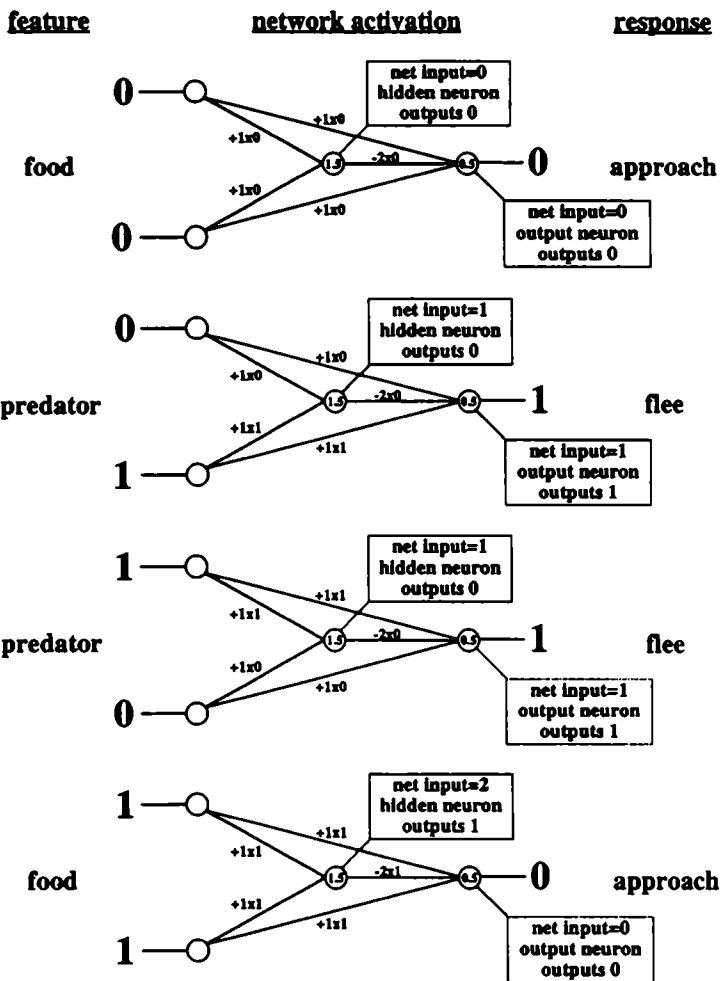 feature network activation response
0
net input=0
hidden neuron
outputs 0
+1x0
+1x0
food
1.5
-2x0
0.5
0
approach
+1x0
+1x0
0
net input=0
output neuron
outputs 0
0
net input=1
hidden neuron
outputs 0
+1x0
+1x0
predator
1.5
-2x0
0.5
1
flee
+1x1
+1x1
1
net input=1
output neuron
outputs 1
1
net input=1
hidden neuron
outputs 0
+1x1
+1x1
predator
1.5
-2x0
0.5
1
flee
+1x0
+1x0
0
net input=1
output neuron
outputs 1
1
net input=2
hidden neuron
outputs 1
+1x1
+1x1
food
1.5
-2x1
0.5
0
approach
+1x1
+1x1
1
net input=0
output neuron
outputs 0